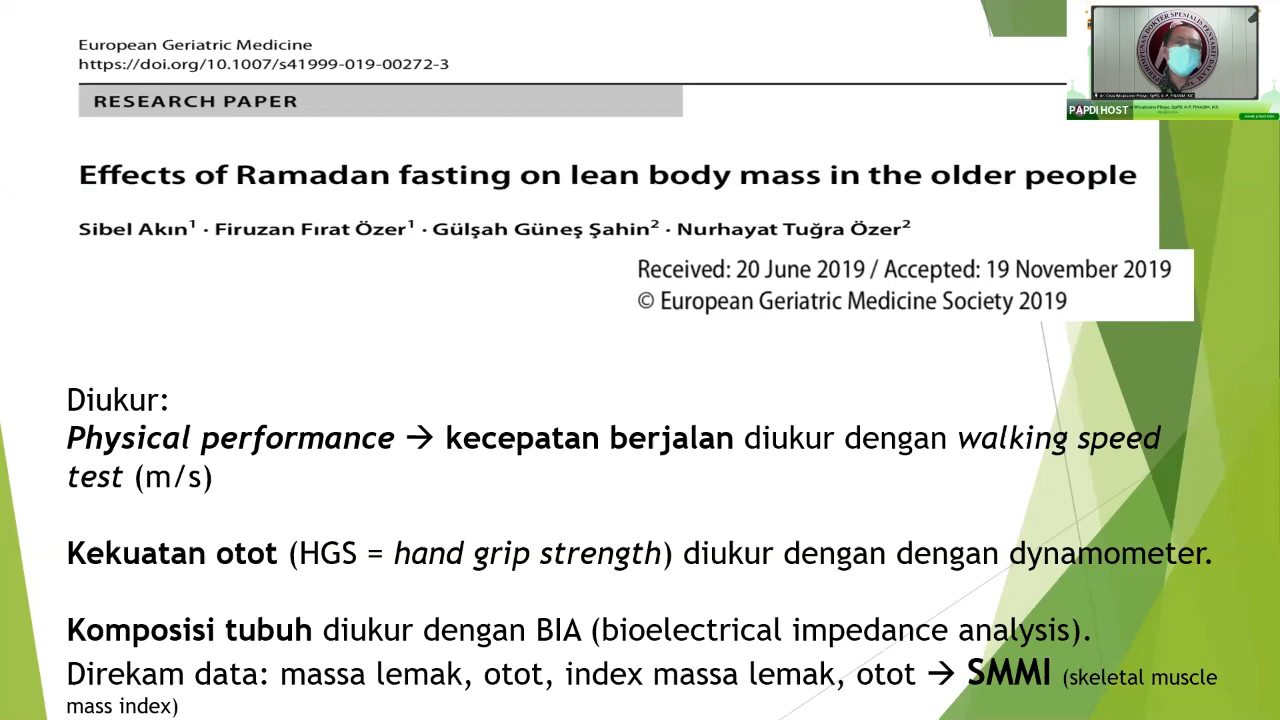 European Geriatric Medicine
https://doi.org/10.1007/s41999-019-00272-3
RESEARCH PAPER
PAPDI HOST
Effects of Ramadan fasting on lean body mass in the older people
Sibel Akın1 · Firuzan Fırat Özer1 · Gülşah Güneş Şahin2 · Nurhayat Tuğra Özer2
Received: 20 June 2019 / Accepted: 19 November 2019
© European Geriatric Medicine Society 2019
Diukur:
Physical performance → kecepatan berjalan diukur dengan walking speed
test (m/s)
Kekuatan otot (HGS = hand grip strength) diukur dengan dengan dynamometer.
Komposisi tubuh diukur dengan BIA (bioelectrical impedance analysis).
Direkam data: massa lemak, otot, index massa lemak, otot → SMMI (skeletal muscle
mass index)